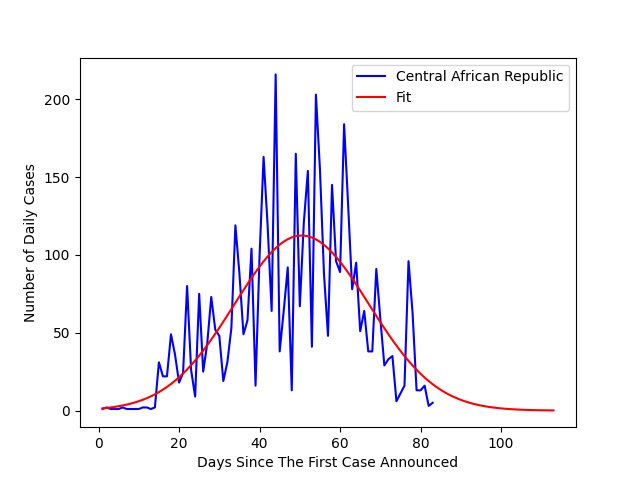 Central African Republic
Fit
Number of Daily Cases
200
150
100
50
0
0 20 40 60 80 100
Days Since The First Case Announced